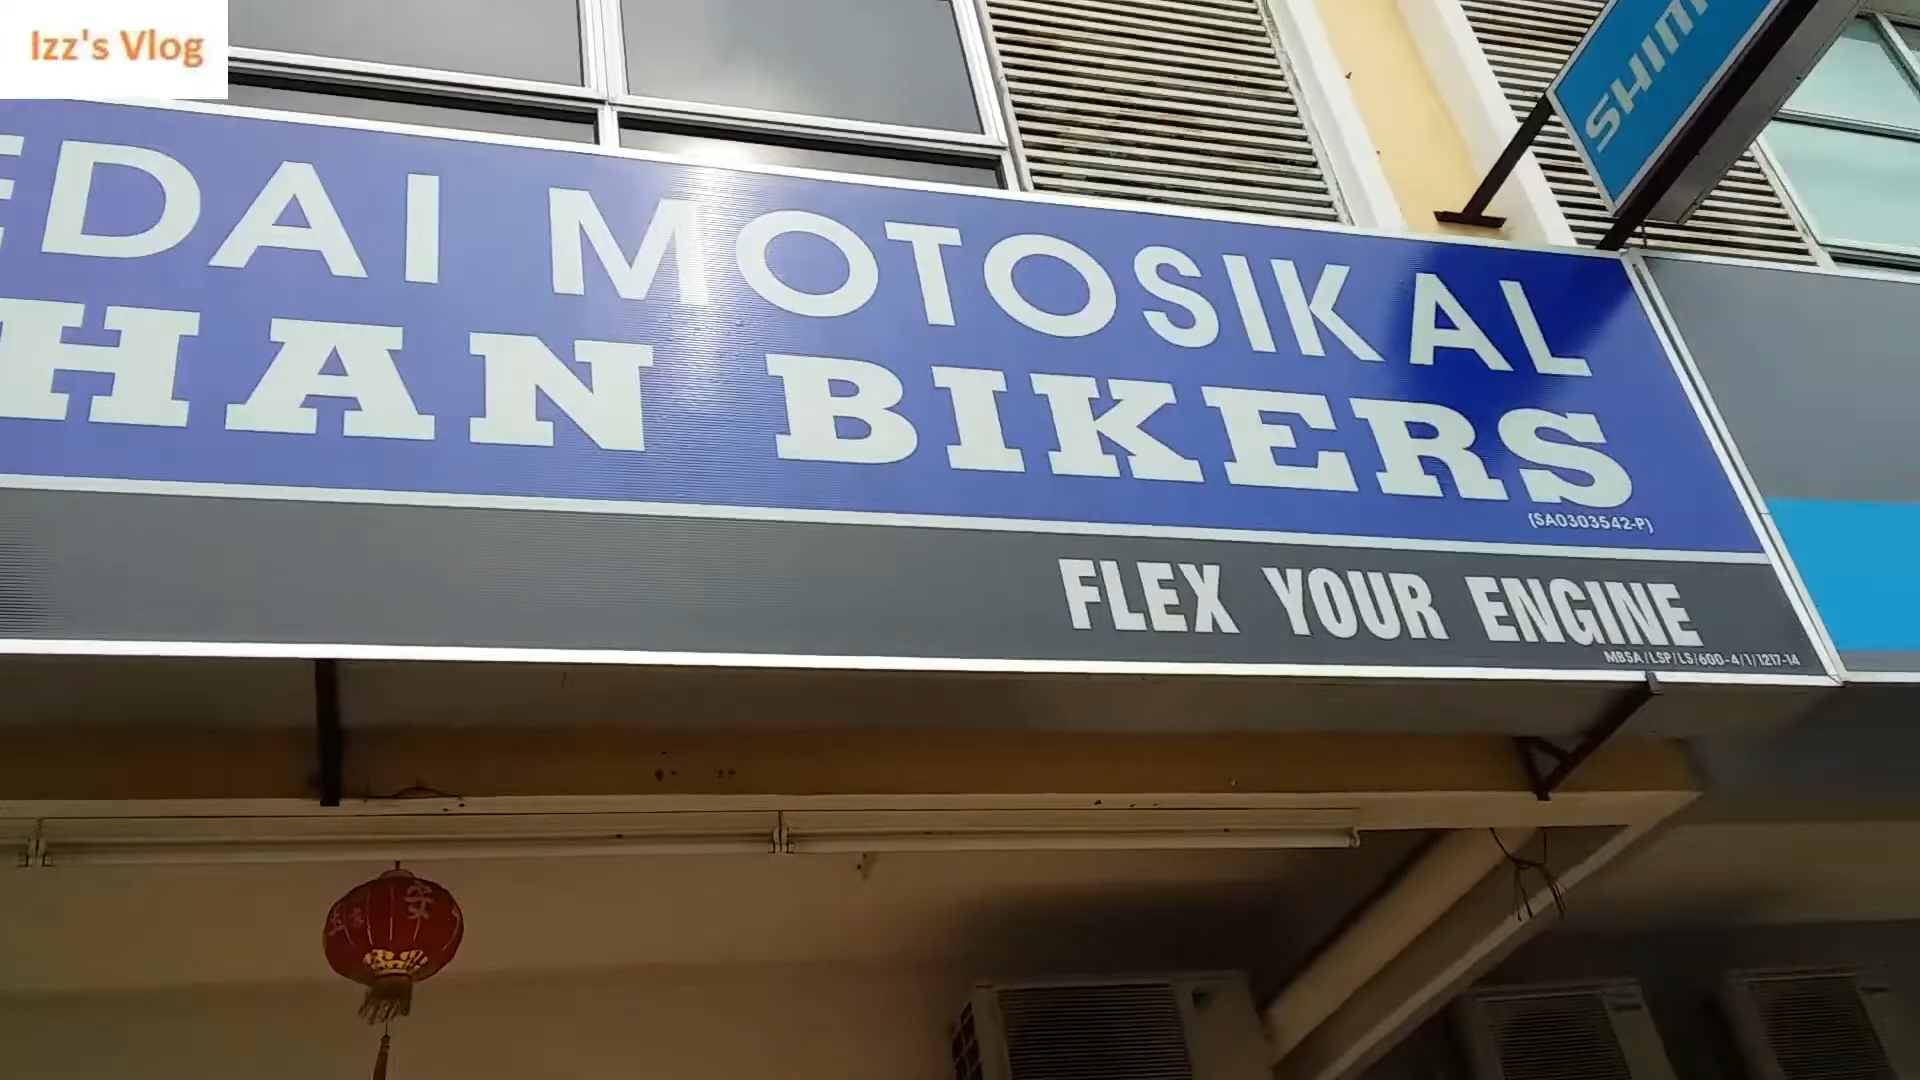 Izz's Vlog
EDAI MOTOSIKAL
HAN BIKERS
(SA0303542-P)
FLEX YOUR ENGINE
MBSA/LSP/LS/600-4/1/1217-14
SHIM
安